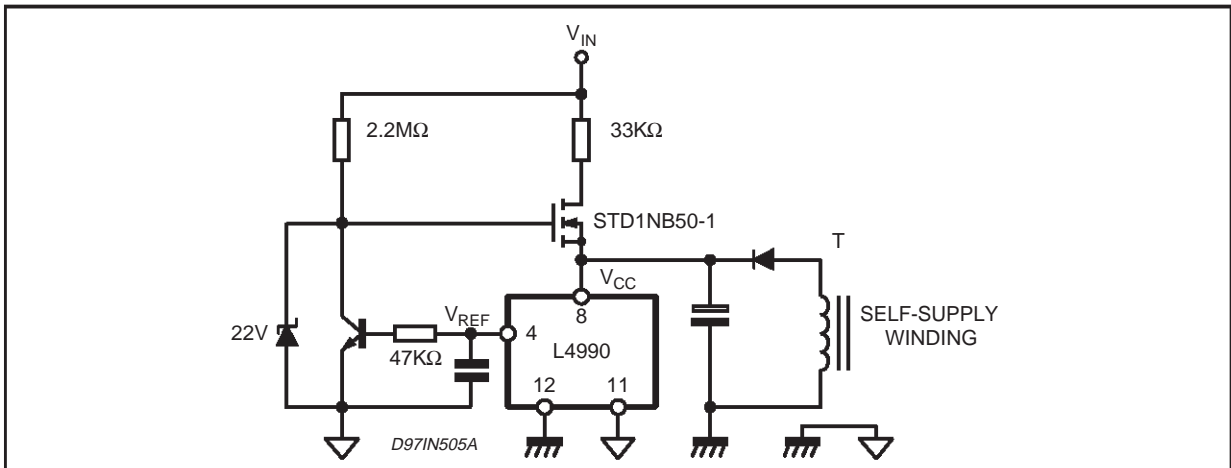 V_IN
2.2MΩ
33KΩ
STD1NB50-1
T
V_CC
8
SELF-SUPPLY
WINDING
22V
V_REF
4
L4990
47KΩ
12
11
D97IN505A